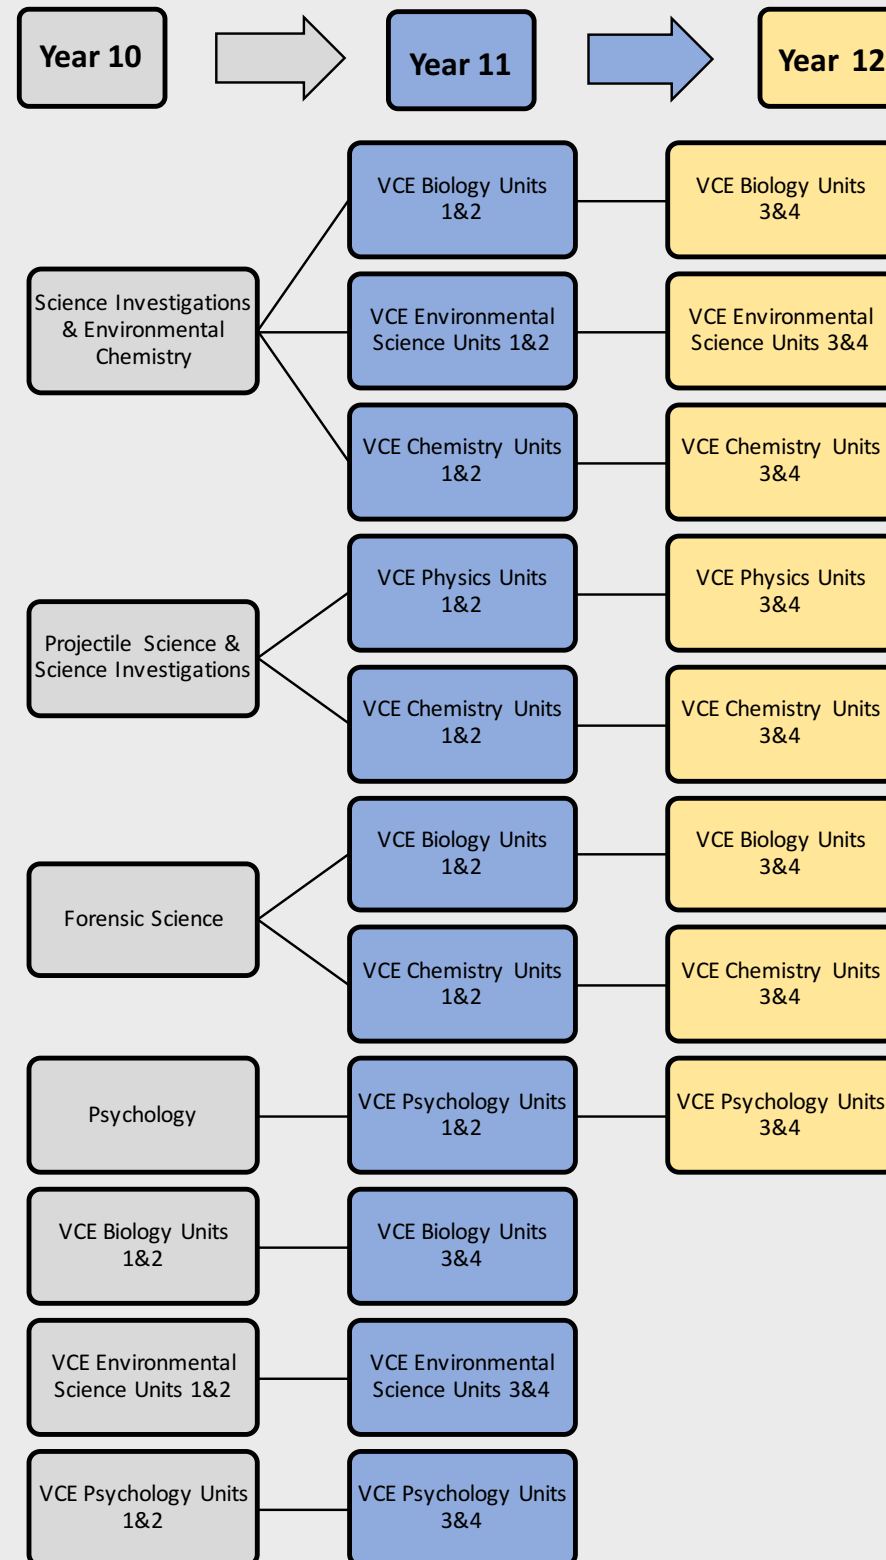 Year 10
Year 11
Year 12
VCE Biology Units
1&2
VCE Biology Units
3&4
Science Investigations
& Environmental
Chemistry
VCE Environmental
Science Units 1&2
VCE Environmental
Science Units 3&4
VCE Chemistry Units
1&2
VCE Chemistry Units
3&4
Projectile Science &
Science Investigations
VCE Physics Units
1&2
VCE Physics Units
3&4
VCE Chemistry Units
1&2
VCE Chemistry Units
3&4
Forensic Science
VCE Biology Units
1&2
VCE Biology Units
3&4
VCE Chemistry Units
1&2
VCE Chemistry Units
3&4
Psychology
VCE Psychology Units
1&2
VCE Psychology Units
3&4
VCE Biology Units
1&2
VCE Biology Units
3&4
VCE Environmental
Science Units 1&2
VCE Environmental
Science Units 3&4
VCE Psychology Units
1&2
VCE Psychology Units
3&4